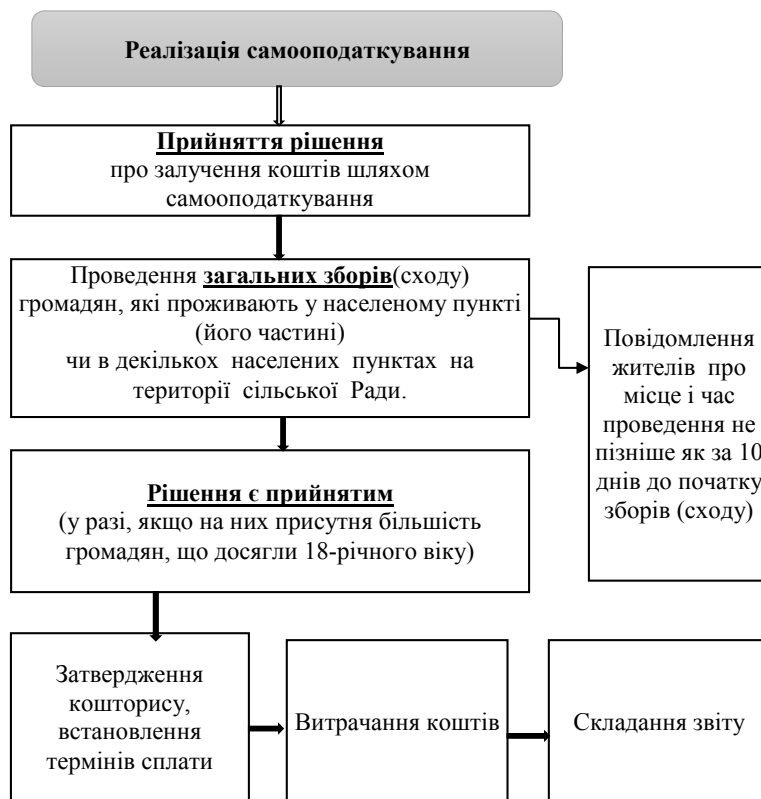 Реалізація самооподаткування
Прийняття рішення
про залучення коштів шляхом
самооподаткування
Проведення загальних зборів(сходу)
громадян, які проживають у населеному пункті
(його частині)
чи в декількох населених пунктах на
території сільської Ради.
Повідомлення
жителів про
місце і час
проведення не
пізніше як за 10
днів до початку
зборів (сходу)
Рішення є прийнятим
(у разі, якщо на них присутня більшість
громадян, що досягли 18-річного віку)
Затвердження
кошторису,
встановлення
термінів сплати
Витрачання коштів
Складання звіту